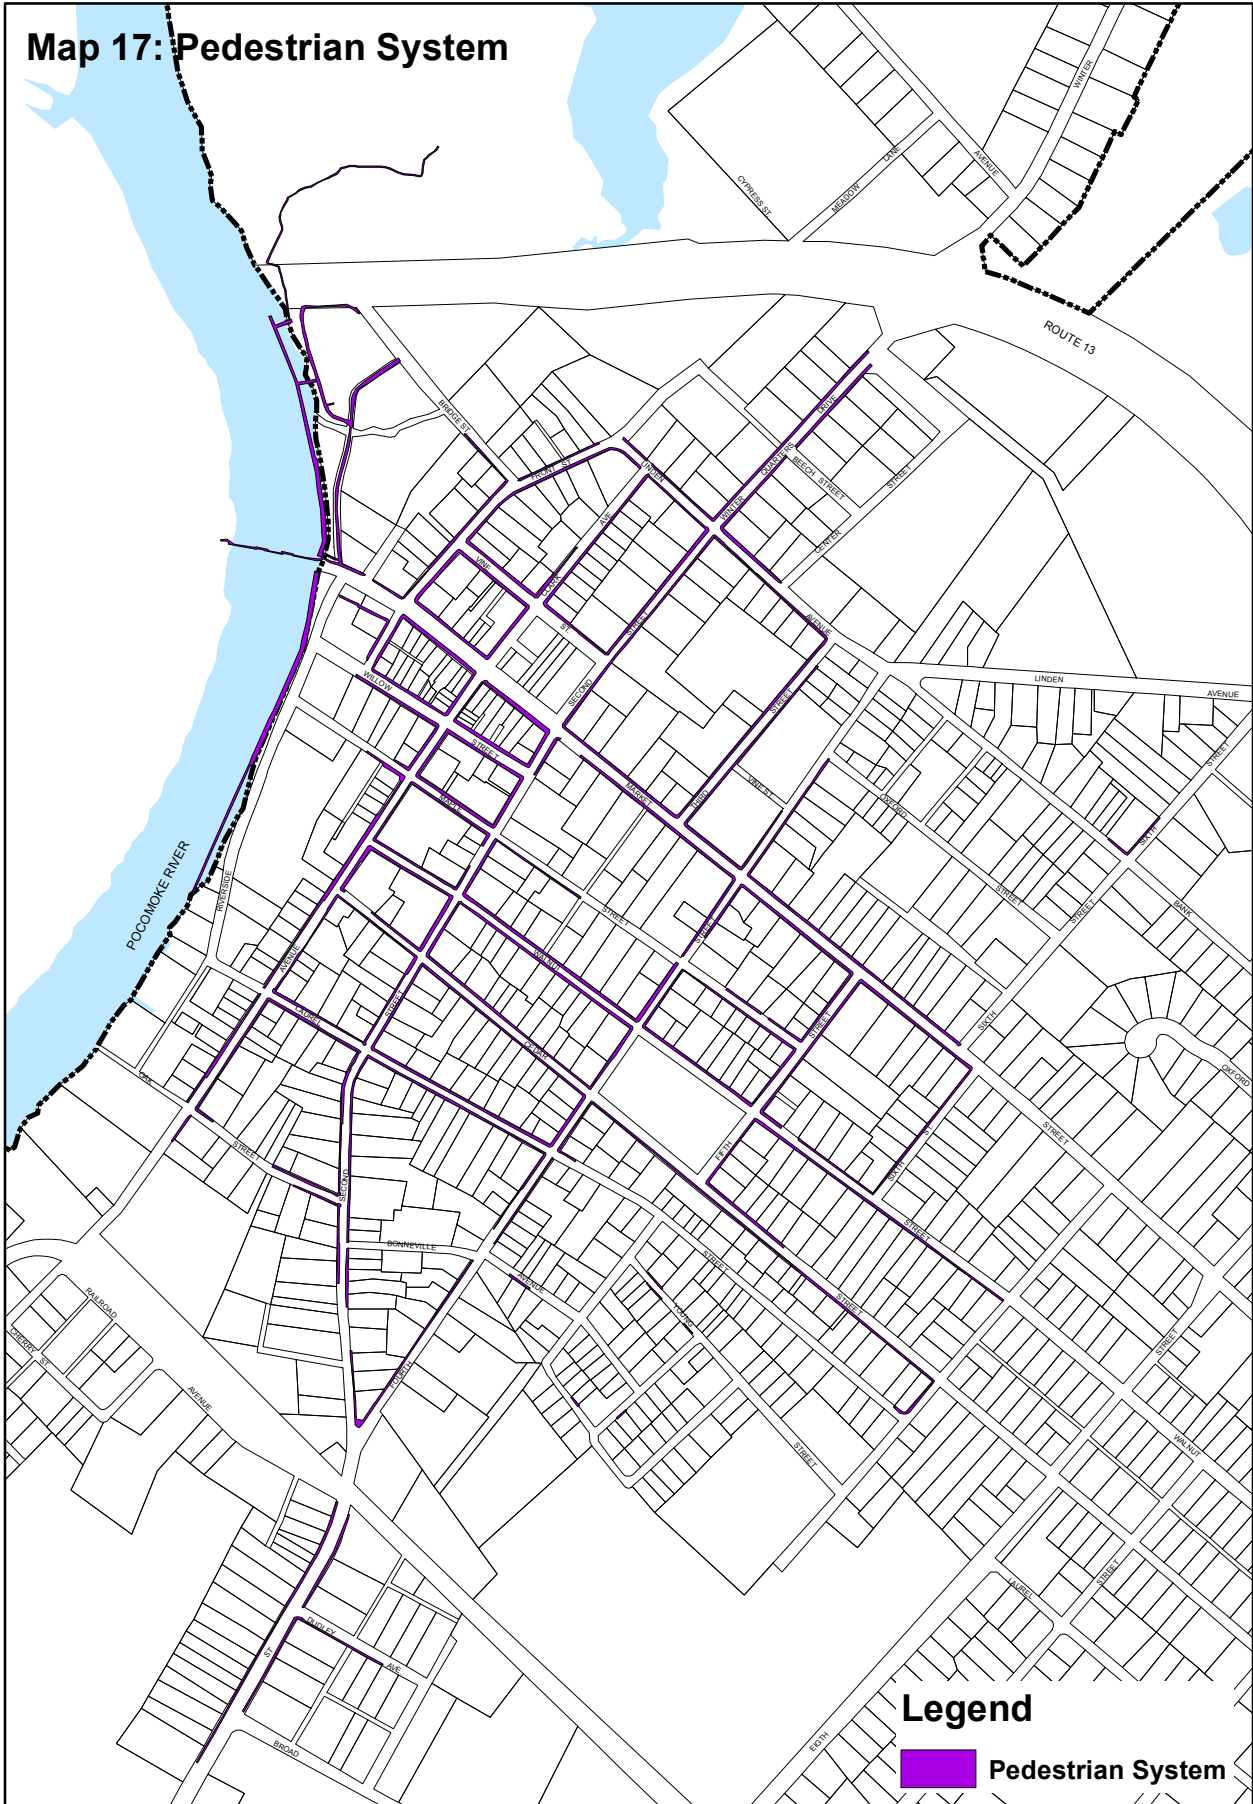 Map 17: Pedestrian System
WINTER
AVENUE
MEADOW LANE
CYPRESS ST
ROUTE 13
BRIDGE ST.
FRONT ST.
LINDEN
WINTER QUARTERS DRIVE
BEECH STREET
CENTER STREET
CLARK AVE
VINE ST.
SECOND STREET
AVENUE
LINDEN AVENUE
WILLOW STREET
THIRD STREET
MARKET
VINE ST.
OXFORD STREET
SIXTH STREET
MAPLE STREET
BANK
POCOMOKE RIVER
RIVERSIDE
AVENUE
WALNUT
STREET
STREET
LAUREL
CEDAR
STREET
SIXTH
STREET
OXFORD
OAK STREET
SECOND
FIFTH
SIXTH ST.
STREET
BONNEVILLE AVENUE
STREET
STREET
YOUNG STREET
FOURTH
STREET
RAILROAD AVENUE
CHERRY ST.
WALNUT
LAUREL
STREET
DUDLEY AVE
ST.
BROAD
EIGTH
Legend
Pedestrian System